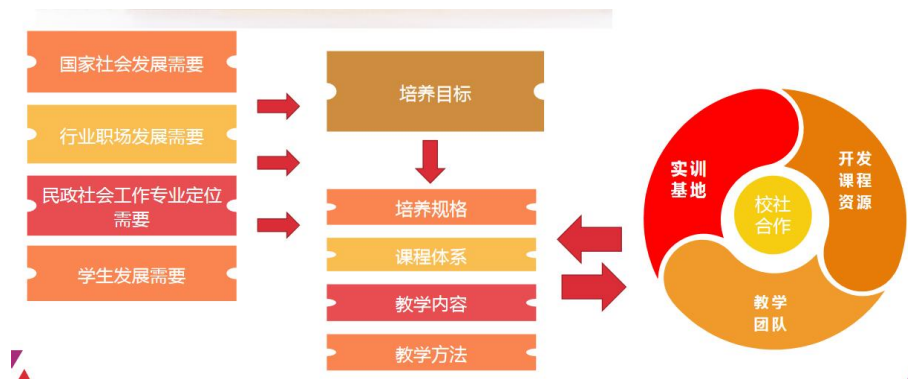 国家社会发展需要
行业职场发展需要
民政社会工作专业定位
需要
学生发展需要
培养目标
培养规格
课程体系
教学内容
教学方法
实训
基地
开发
课程
资源
校社
合作
教学
团队